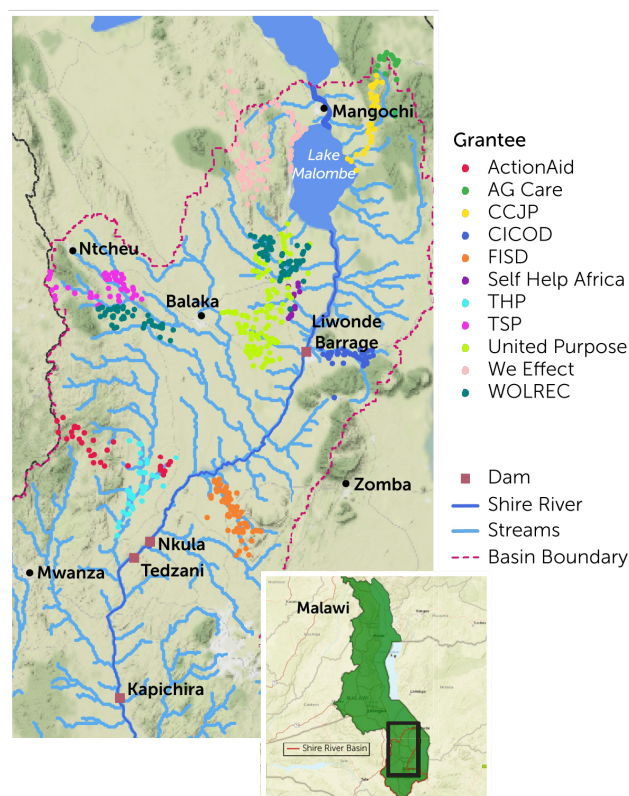 Mangochi
Lake
Malombe
Ntcheu
Balaka
Liwonde
Barrage
Zomba
Nkula
Tedzani
Mwanza
Kapichira
Grantee
ActionAid
AG Care
CCJP
CICOD
FISD
Self Help Africa
THP
TSP
United Purpose
We Effect
WOLREC
Dam
Shire River
Streams
Basin Boundary
Malawi
Shire River Basin